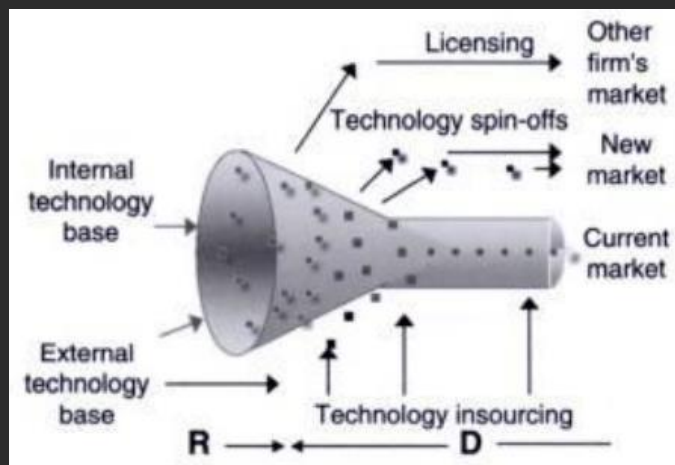 Licensing
Other
firm's
market
Technology spin-offs
New
market
Internal
technology
base
Current
market
External
technology
base
Technology insourcing
R
D